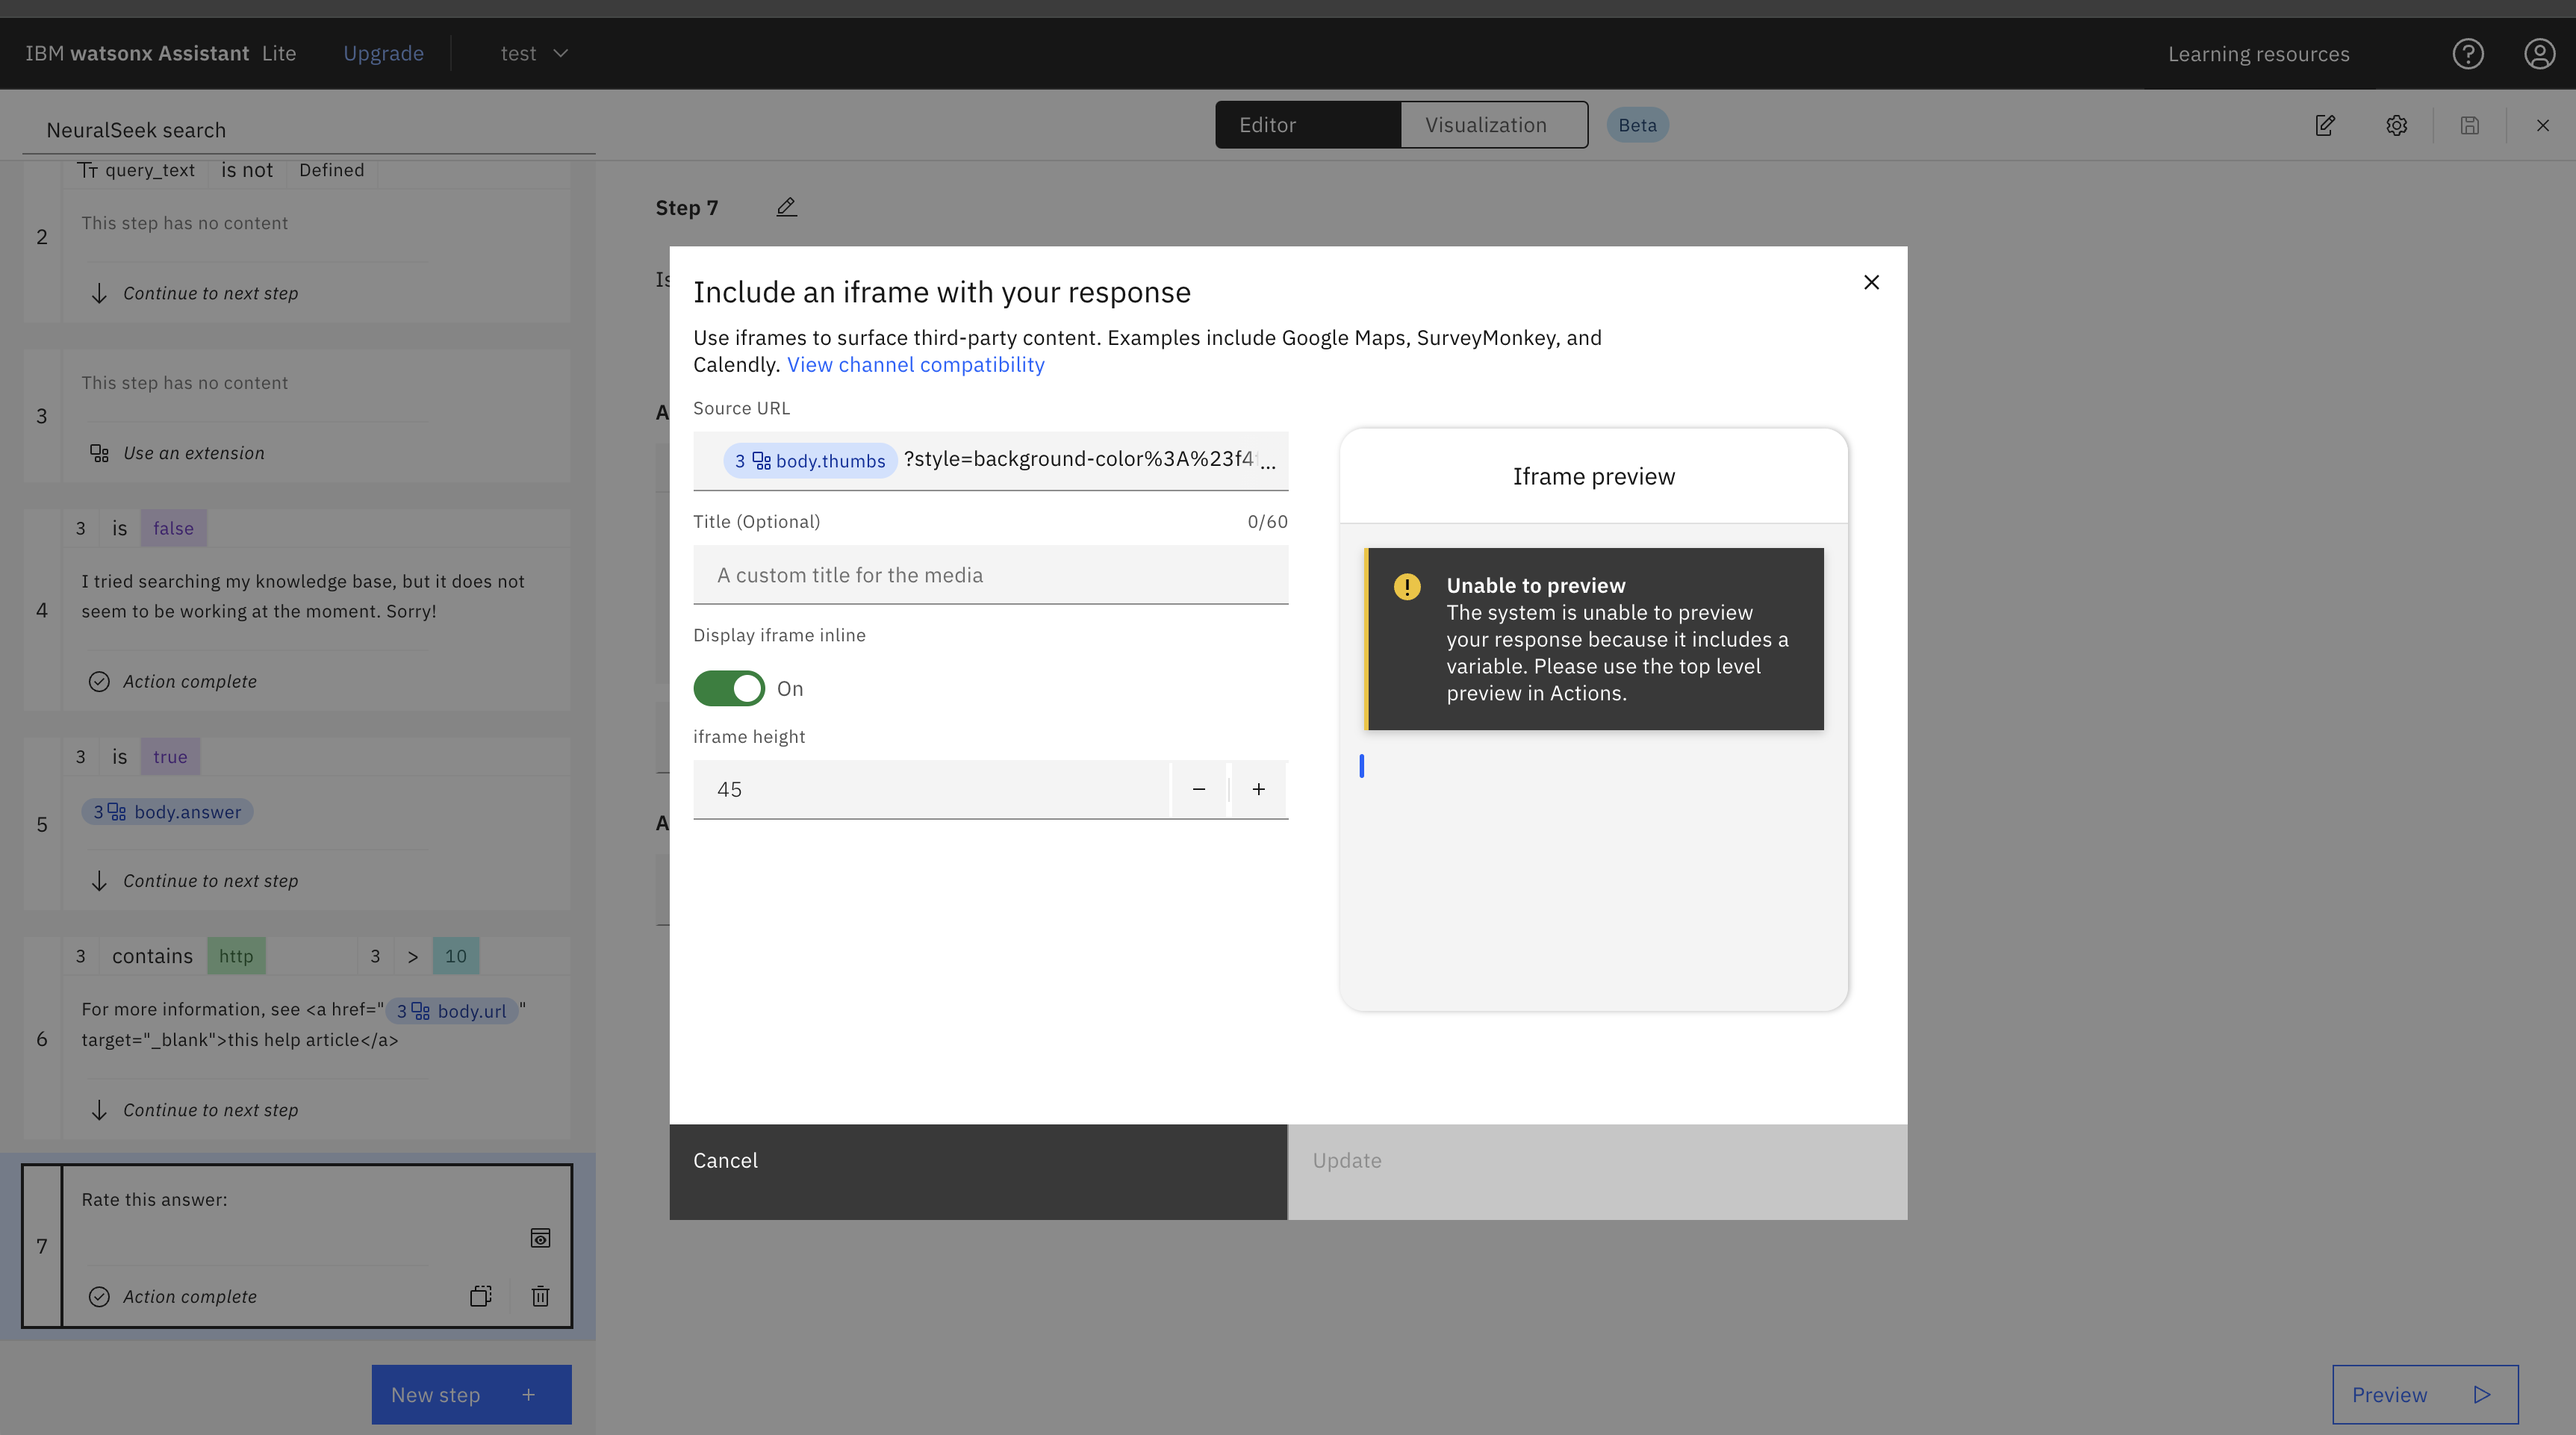 IBM watsonx Assistant Lite
Upgrade
test
Learning resources
NeuralSeek search
Editor
Visualization
Beta
query_text is not Defined
2
This step has no content
Continue to next step
3
This step has no content
Use an extension
3 is false
4
I tried searching my knowledge base, but it does not
seem to be working at the moment. Sorry!
Action complete
3 is true
5
3 body.answer
Continue to next step
3 contains http 3 > 10
6
For more information, see <a href=" 3 body.url "
target="_blank">this help article</a>
Continue to next step
7
Rate this answer:
Action complete
New step +
Step 7
Is
A
A
Include an iframe with your response
Use iframes to surface third-party content. Examples include Google Maps, SurveyMonkey, and
Calendly. View channel compatibility
Source URL
3 body.thumbs ?style=background-color%3A%23f4...
Title (Optional)
0/60
A custom title for the media
Display iframe inline
On
iframe height
45
Iframe preview
Unable to preview
The system is unable to preview
your response because it includes a
variable. Please use the top level
preview in Actions.
Cancel
Update
Preview